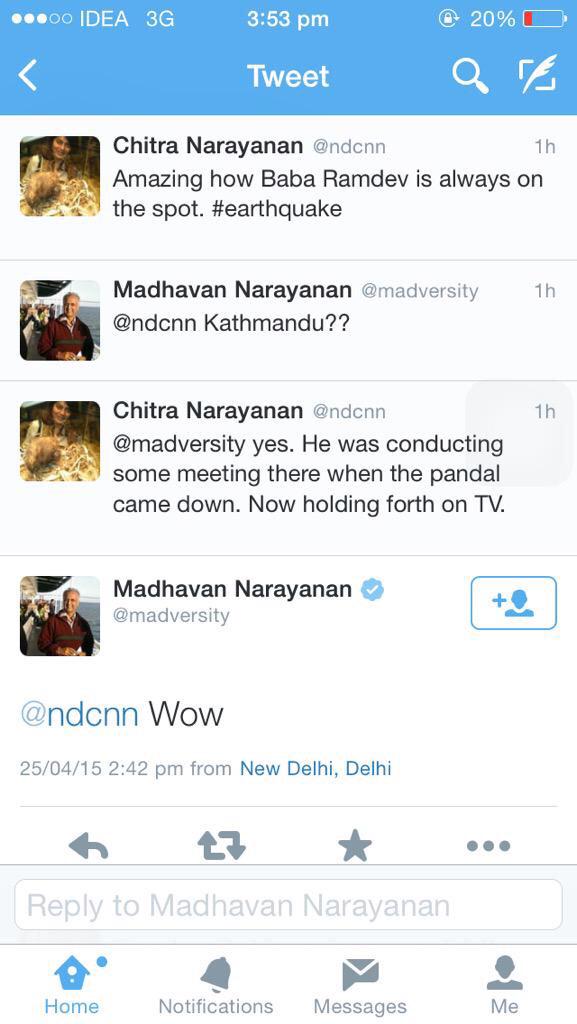 IDEA 3G 3:53 pm 20%
Tweet
Chitra Narayanan @ndcnn 1h
Amazing how Baba Ramdev is always on
the spot. #earthquake
Madhavan Narayanan @madversity 1h
@ndcnn Kathmandu??
Chitra Narayanan @ndcnn 1h
@madversity yes. He was conducting
some meeting there when the pandal
came down. Now holding forth on TV.
Madhavan Narayanan
@madversity
@ndcnn Wow
25/04/15 2:42 pm from New Delhi, Delhi
Reply to Madhavan Narayanan
Home Notifications Messages Me